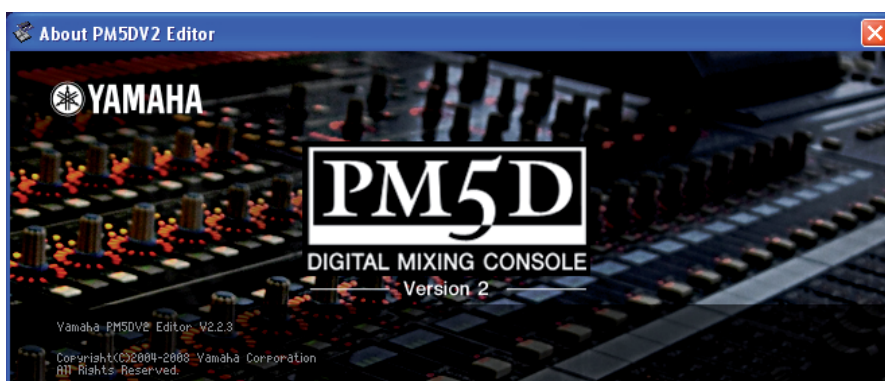 About PM5DV2 Editor
YAMAHA
PM5D
DIGITAL MIXING CONSOLE
Version 2
Yamaha PM5DV2 Editor V2.2.3
Copyright(C)2004-2008 Yamaha Corporation
All Rights Reserved.